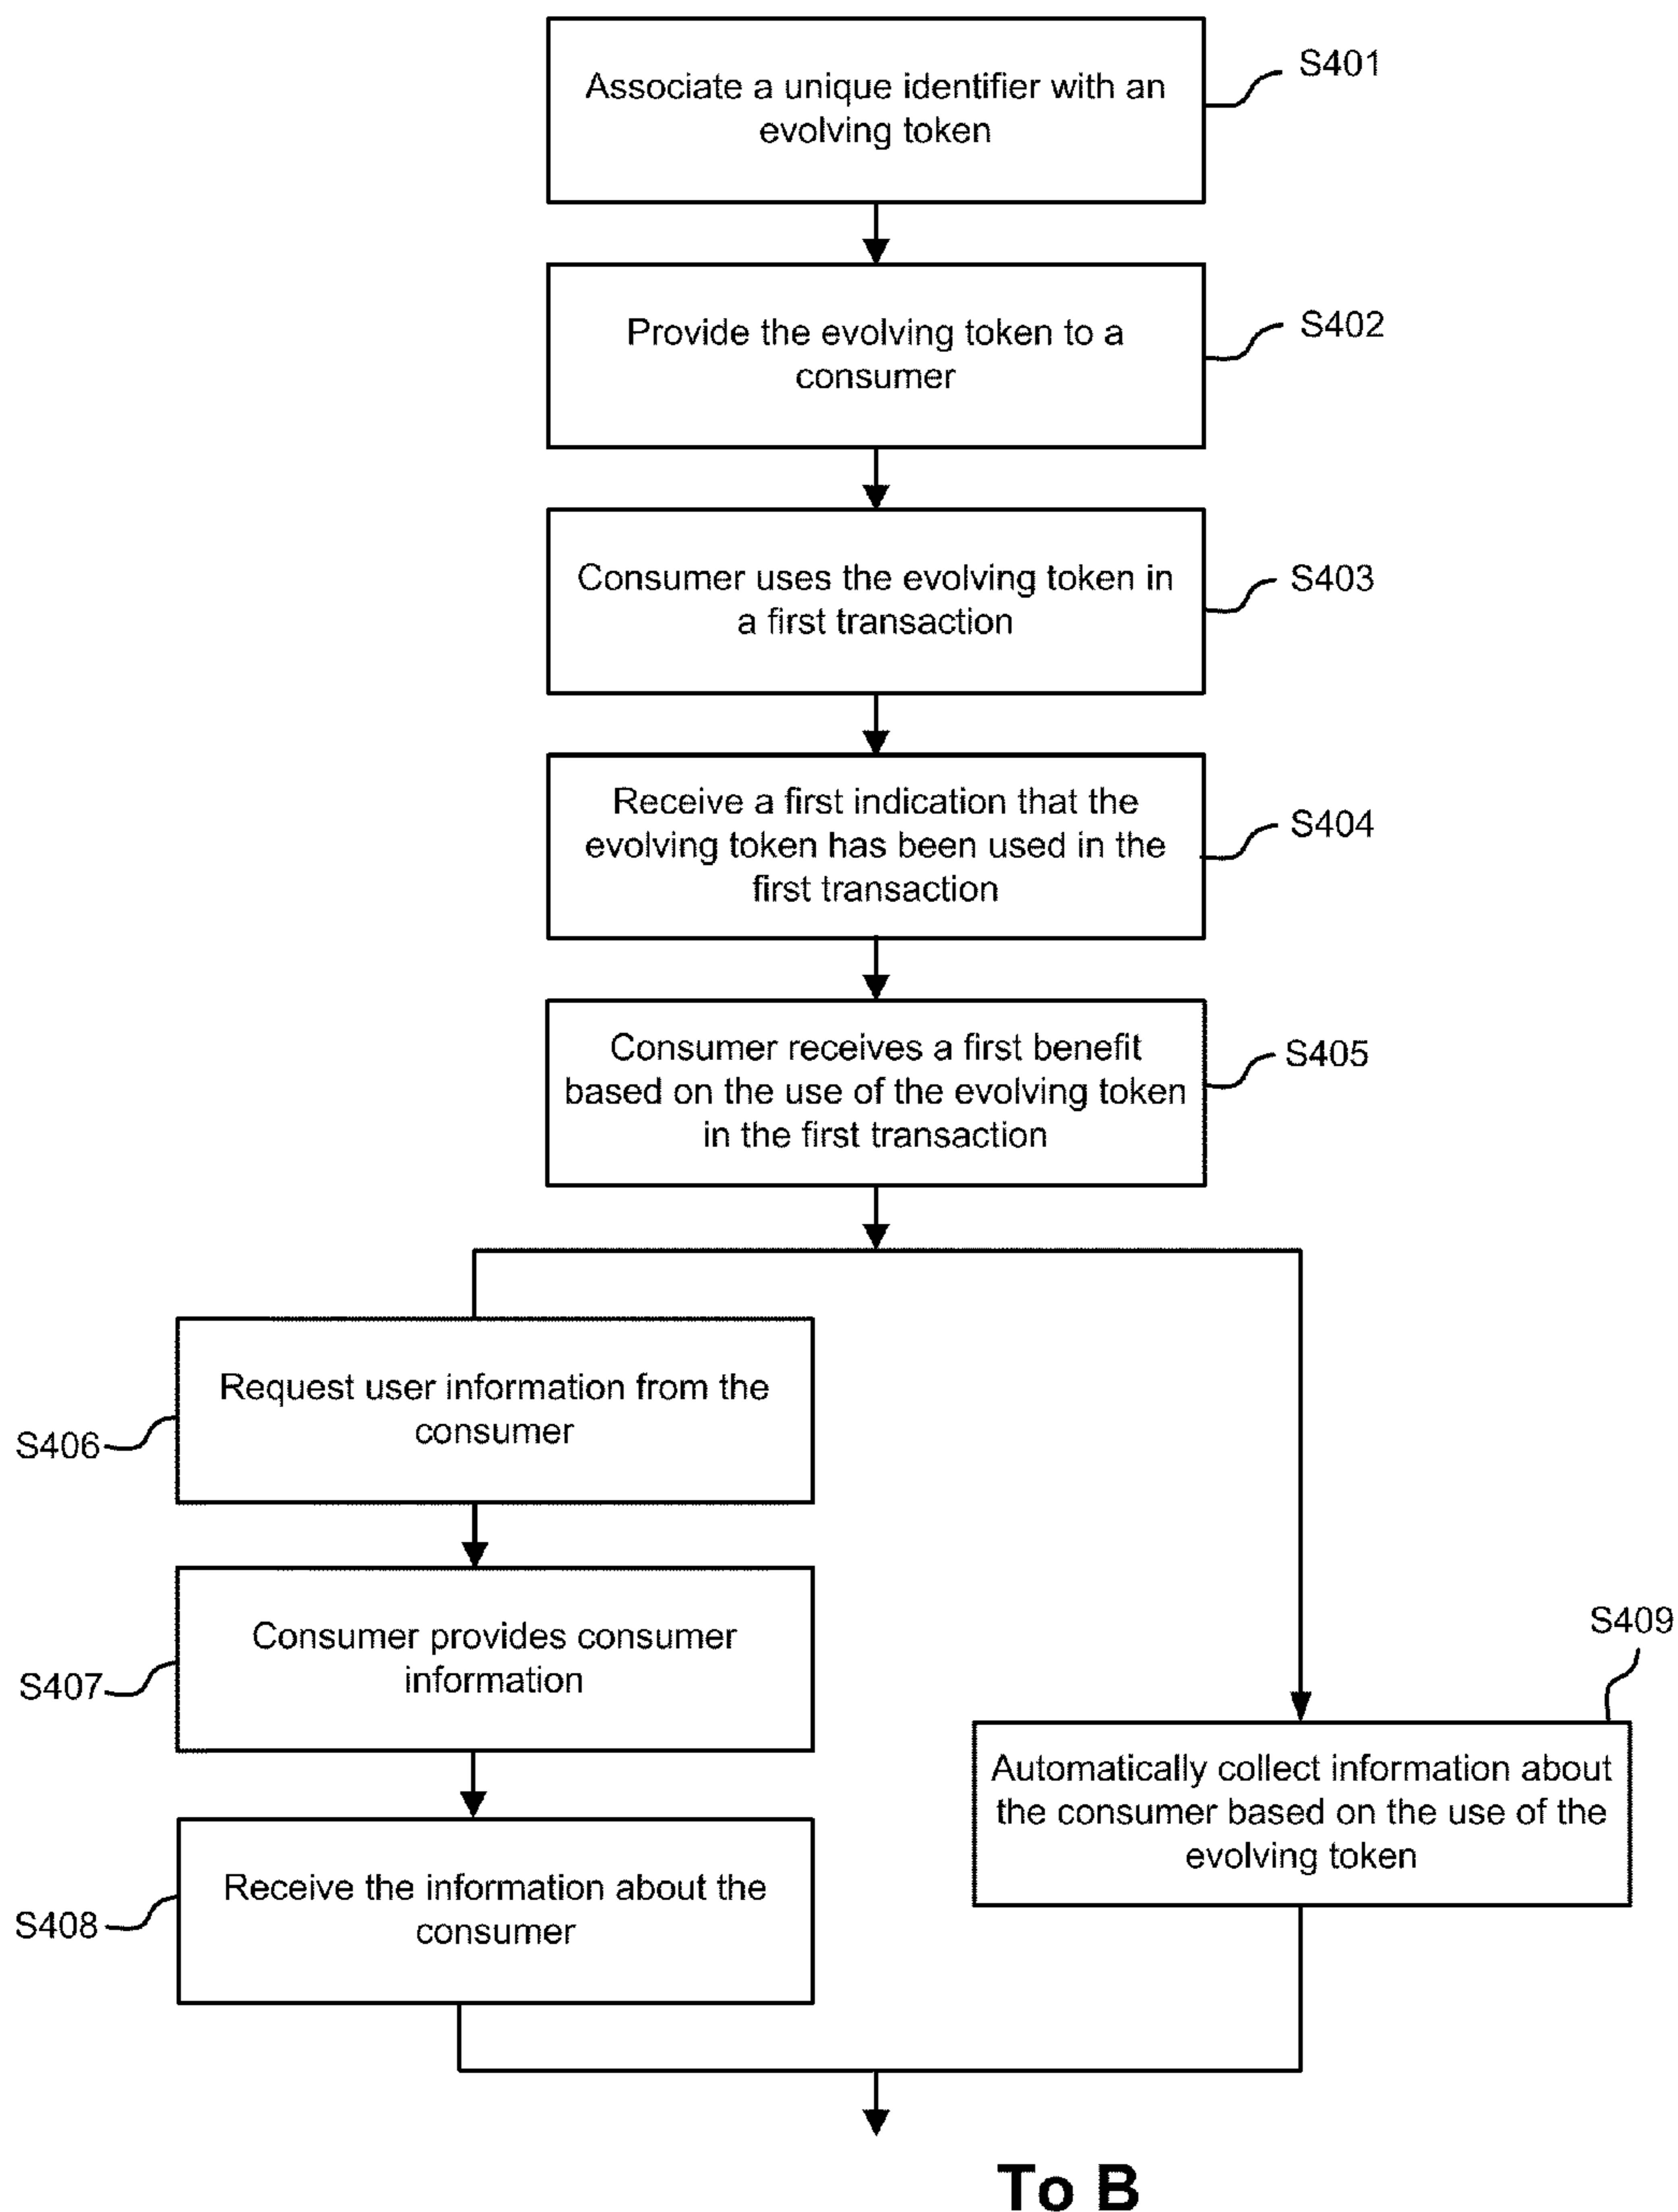 Associate a unique identifier with an
evolving token
S401
Provide the evolving token to a
consumer
S402
Consumer uses the evolving token in
a first transaction
S403
Receive a first indication that the
evolving token has been used in the
first transaction
S404
Consumer receives a first benefit
based on the use of the evolving token
in the first transaction
S405
Request user information from the
consumer
S406
Consumer provides consumer
information
S407
Receive the information about the
consumer
S408
S409
Automatically collect information about
the consumer based on the use of the
evolving token
To B